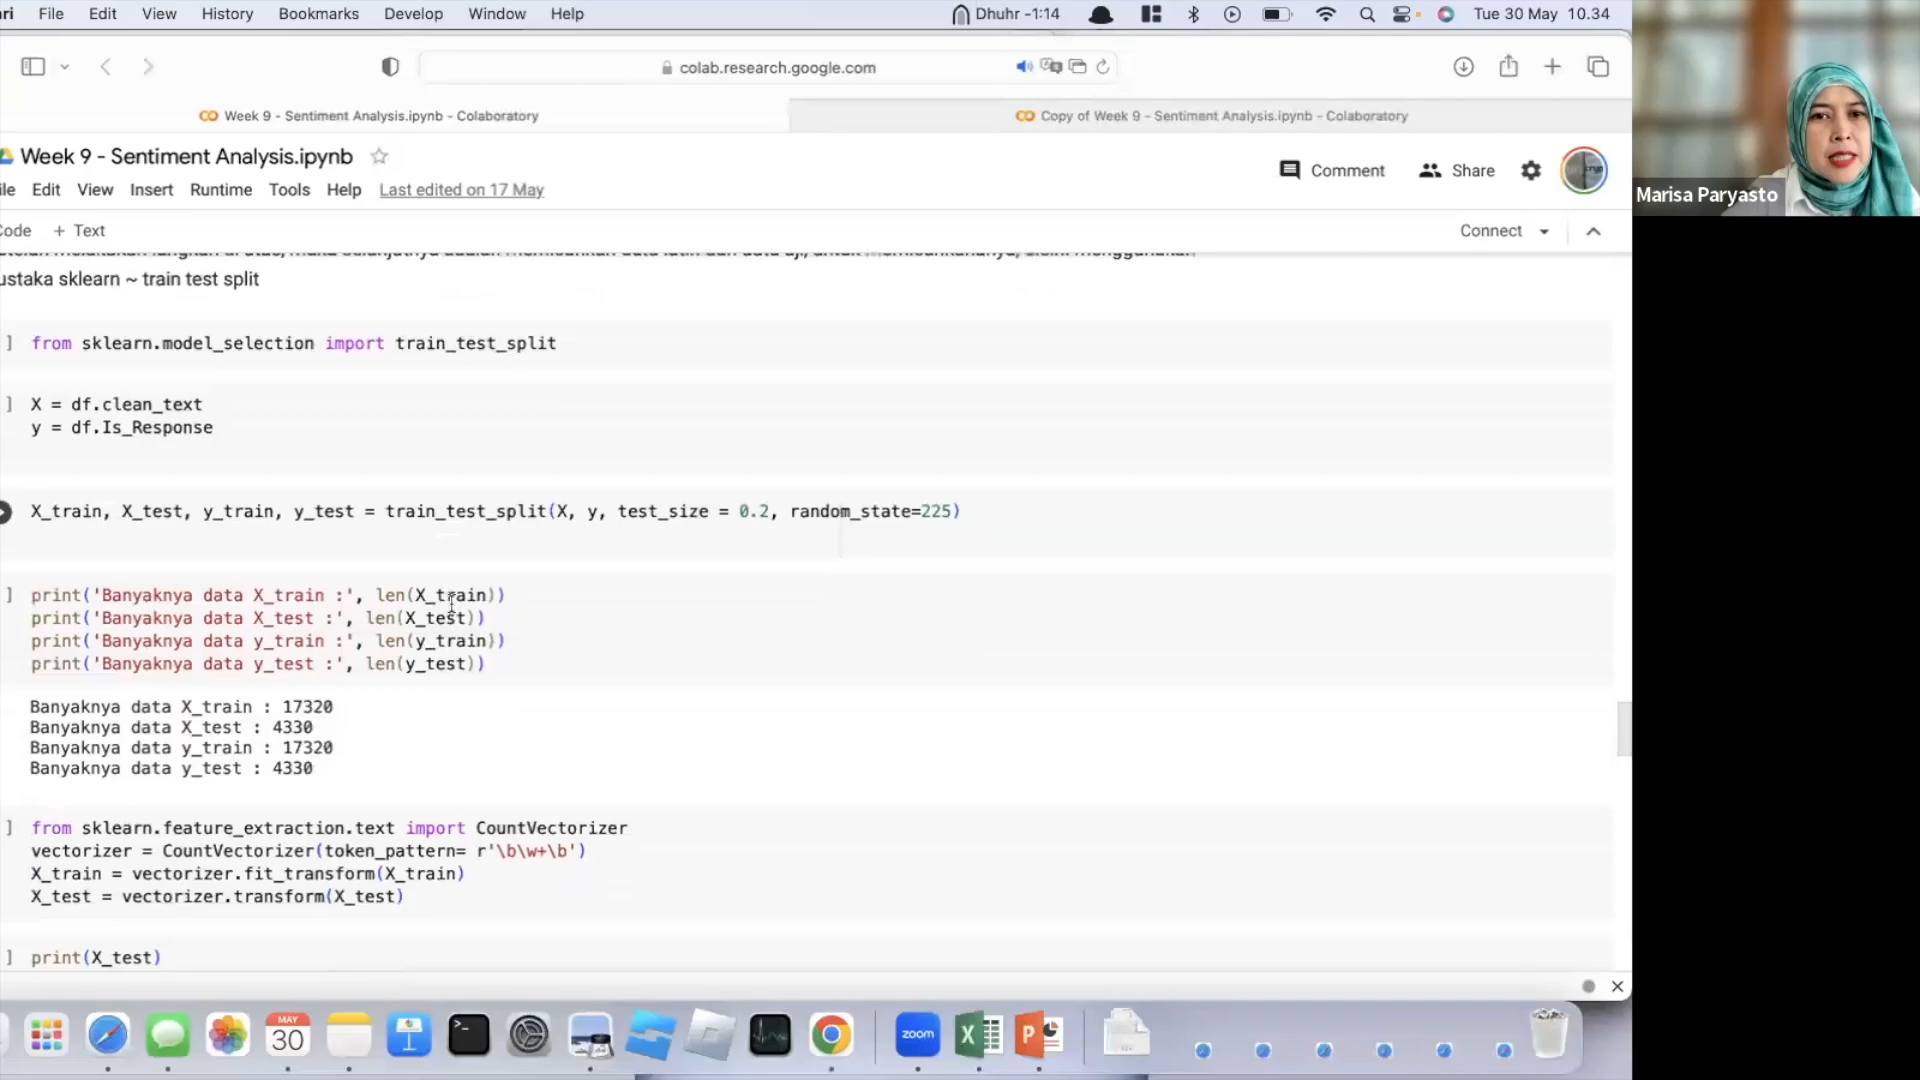 ri File Edit View History Bookmarks Develop Window Help Dhuhr -1:14 Tue 30 May 10.34
colab.research.google.com
Week 9 - Sentiment Analysis.ipynb - Colaboratory Copy of Week 9 - Sentiment Analysis.ipynb - Colaboratory
Week 9 - Sentiment Analysis.ipynb
Comment Share
ile Edit View Insert Runtime Tools Help Last edited on 17 May
Code + Text Connect
ustaka sklearn ~ train test split
] from sklearn.model_selection import train_test_split
] X = df.clean_text
y = df.Is_Response
X_train, X_test, y_train, y_test = train_test_split(X, y, test_size = 0.2, random_state=225)
] print('Banyaknya data X_train :', len(X_train))
print('Banyaknya data X_test :', len(X_test))
print('Banyaknya data y_train :', len(y_train))
print('Banyaknya data y_test :', len(y_test))
Banyaknya data X_train : 17320
Banyaknya data X_test : 4330
Banyaknya data y_train : 17320
Banyaknya data y_test : 4330
] from sklearn.feature_extraction.text import CountVectorizer
vectorizer = CountVectorizer(token_pattern= r'\b\w+\b')
X_train = vectorizer.fit_transform(X_train)
X_test = vectorizer.transform(X_test)
] print(X_test)
MAY
30
zoom
X
P
Marisa Paryasto